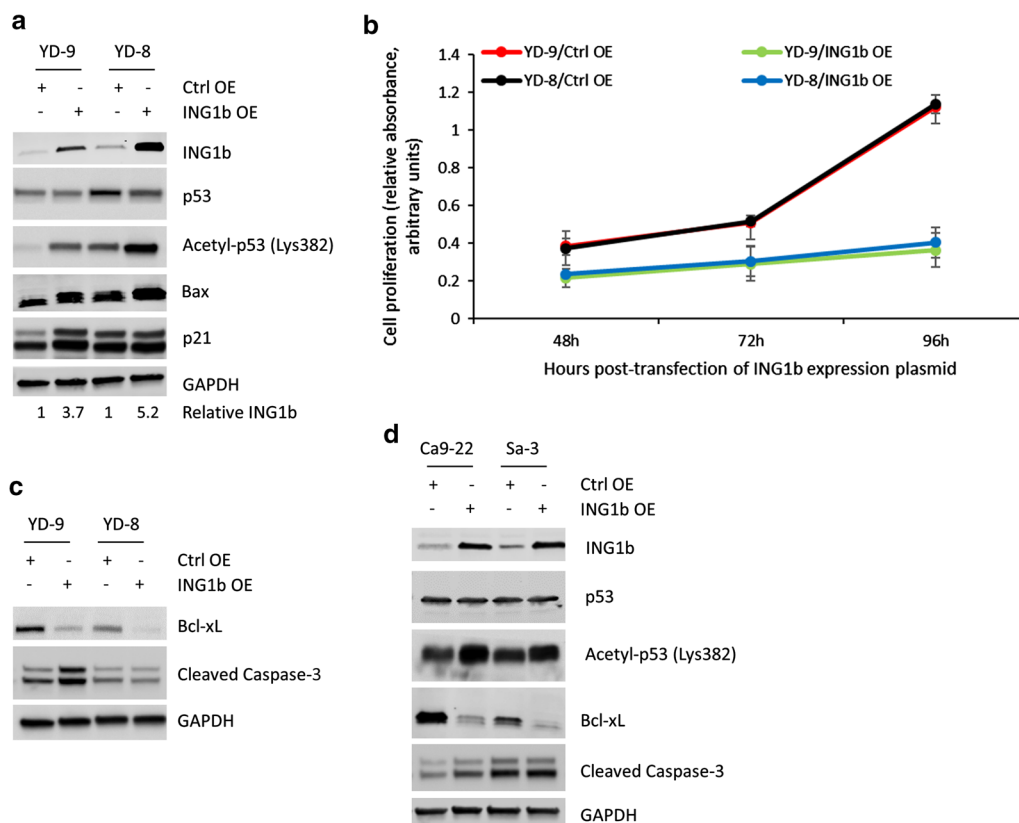 a
YD-9 YD-8
+ - + - Ctrl OE
- + - + ING1b OE
ING1b
p53
Acetyl-p53 (Lys382)
Bax
p21
GAPDH
1 3.7 1 5.2 Relative ING1b
b
YD-9/Ctrl OE YD-9/ING1b OE
YD-8/Ctrl OE YD-8/ING1b OE
Cell proliferation (relative absorbance,
arbitrary units)
1.4
1.2
1
0.8
0.6
0.4
0.2
0
48h 72h 96h
Hours post-transfection of ING1b expression plasmid
c
YD-9 YD-8
+ - + - Ctrl OE
- + - + ING1b OE
Bcl-xL
Cleaved Caspase-3
GAPDH
d
Ca9-22 Sa-3
+ - + - Ctrl OE
- + - + ING1b OE
ING1b
p53
Acetyl-p53 (Lys382)
Bcl-xL
Cleaved Caspase-3
GAPDH